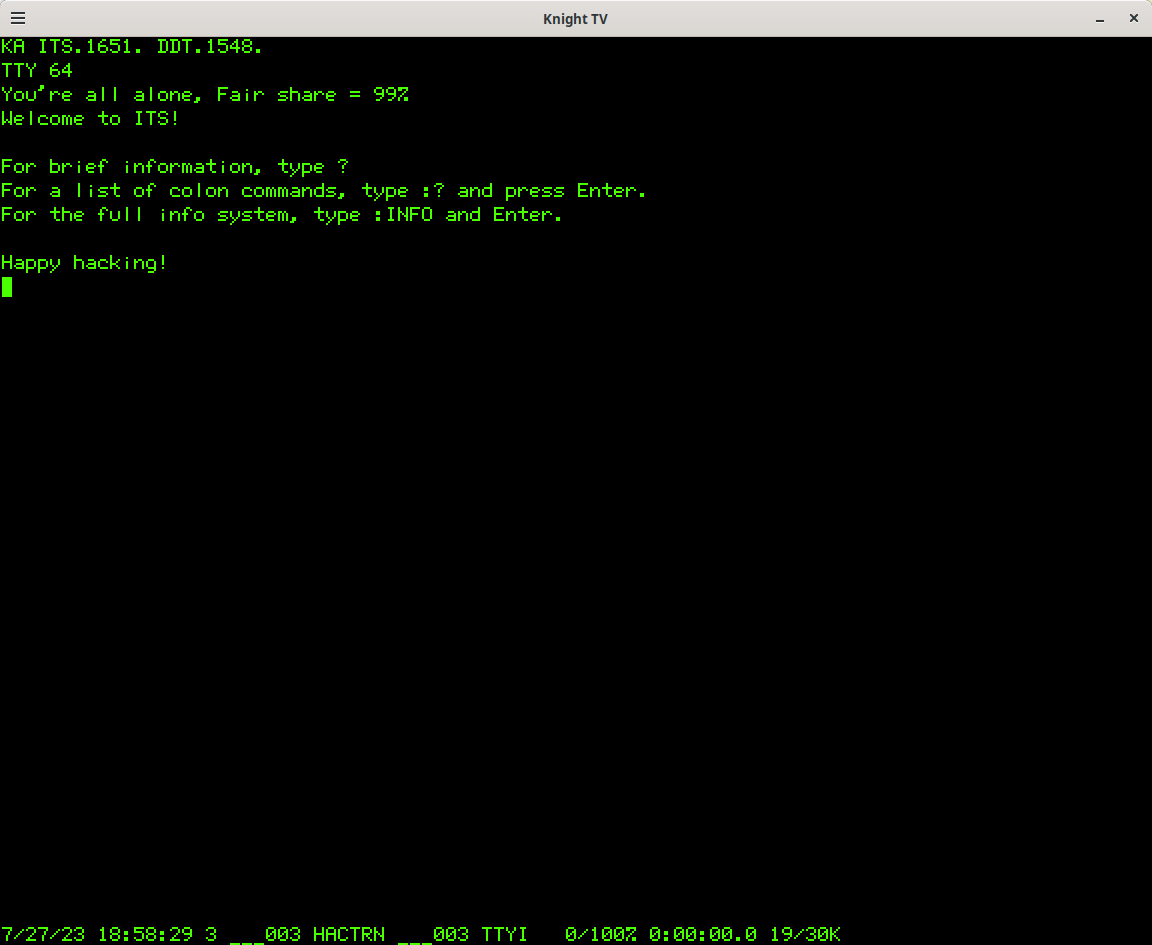 Knight TV
KA ITS.1651. DDT.1548.
TTY 64
You're all alone, Fair share = 99%
Welcome to ITS!
For brief information, type ?
For a list of colon commands, type :? and press Enter.
For the full info system, type :INFO and Enter.
Happy hacking!
7/27/23 18:58:29 3 ___003 HACTRN ___003 TTYI   0/100% 0:00:00.0 19/30K